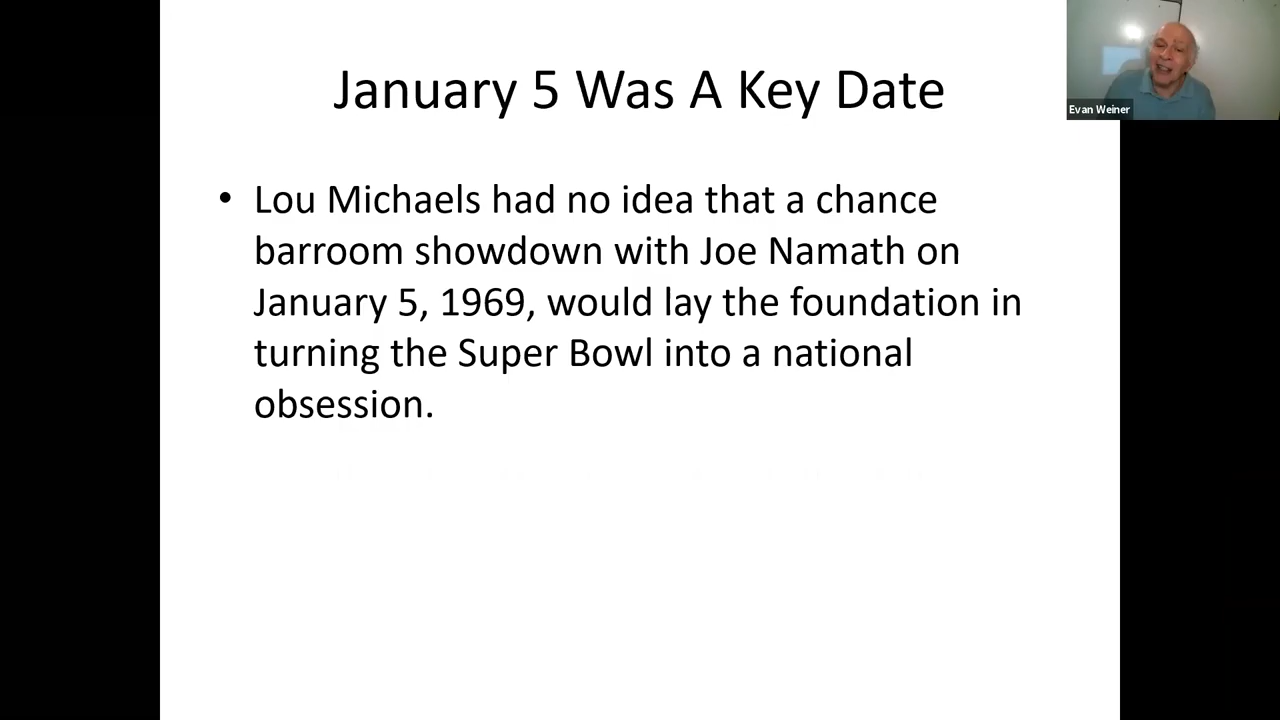 January 5 Was A Key Date
Evan Weiner
• Lou Michaels had no idea that a chance
barroom showdown with Joe Namath on
January 5, 1969, would lay the foundation in
turning the Super Bowl into a national
obsession.